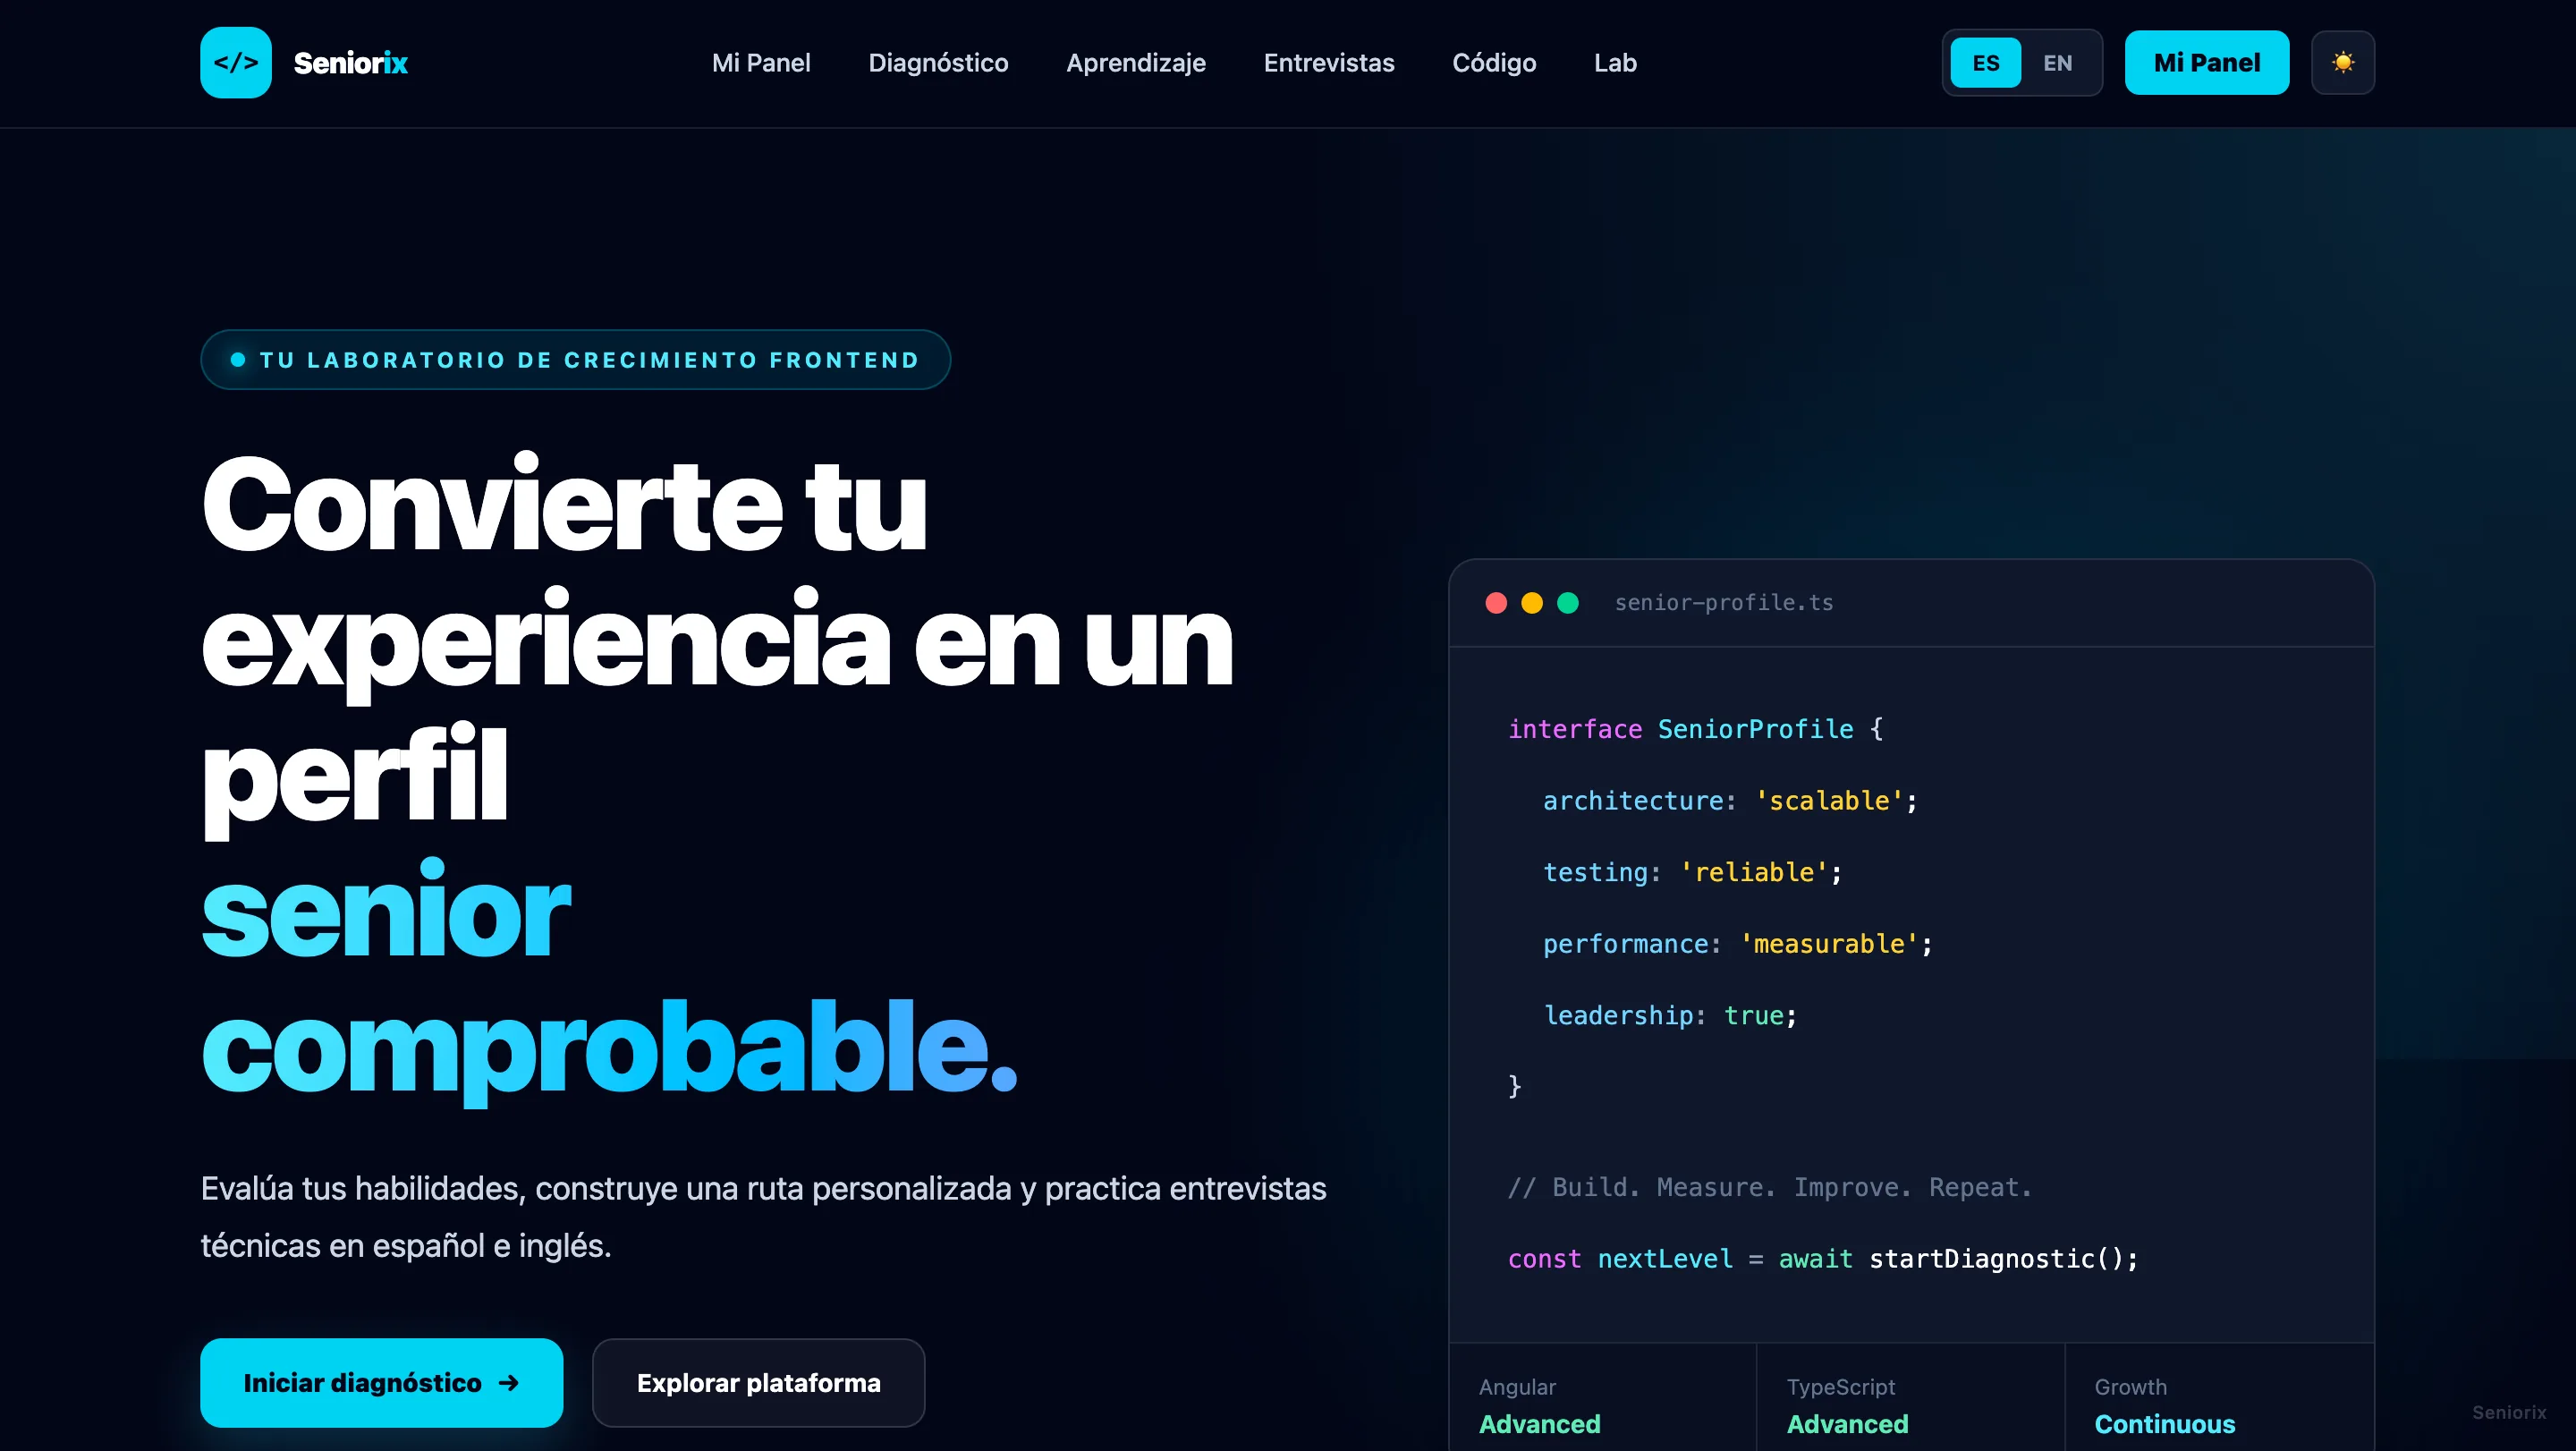 </> Seniorix
Mi Panel Diagnóstico Aprendizaje Entrevistas Código Lab
ES EN Mi Panel
TU LABORATORIO DE CRECIMIENTO FRONTEND
Convierte tu
experiencia en un
perfil
senior
comprobable.
Evalúa tus habilidades, construye una ruta personalizada y practica entrevistas
técnicas en español e inglés.
Iniciar diagnóstico →
Explorar plataforma
senior-profile.ts
interface SeniorProfile {
architecture: 'scalable';
testing: 'reliable';
performance: 'measurable';
leadership: true;
}
// Build. Measure. Improve. Repeat.
const nextLevel = await startDiagnostic();
Angular
Advanced
TypeScript
Advanced
Growth
Continuous
Seniorix